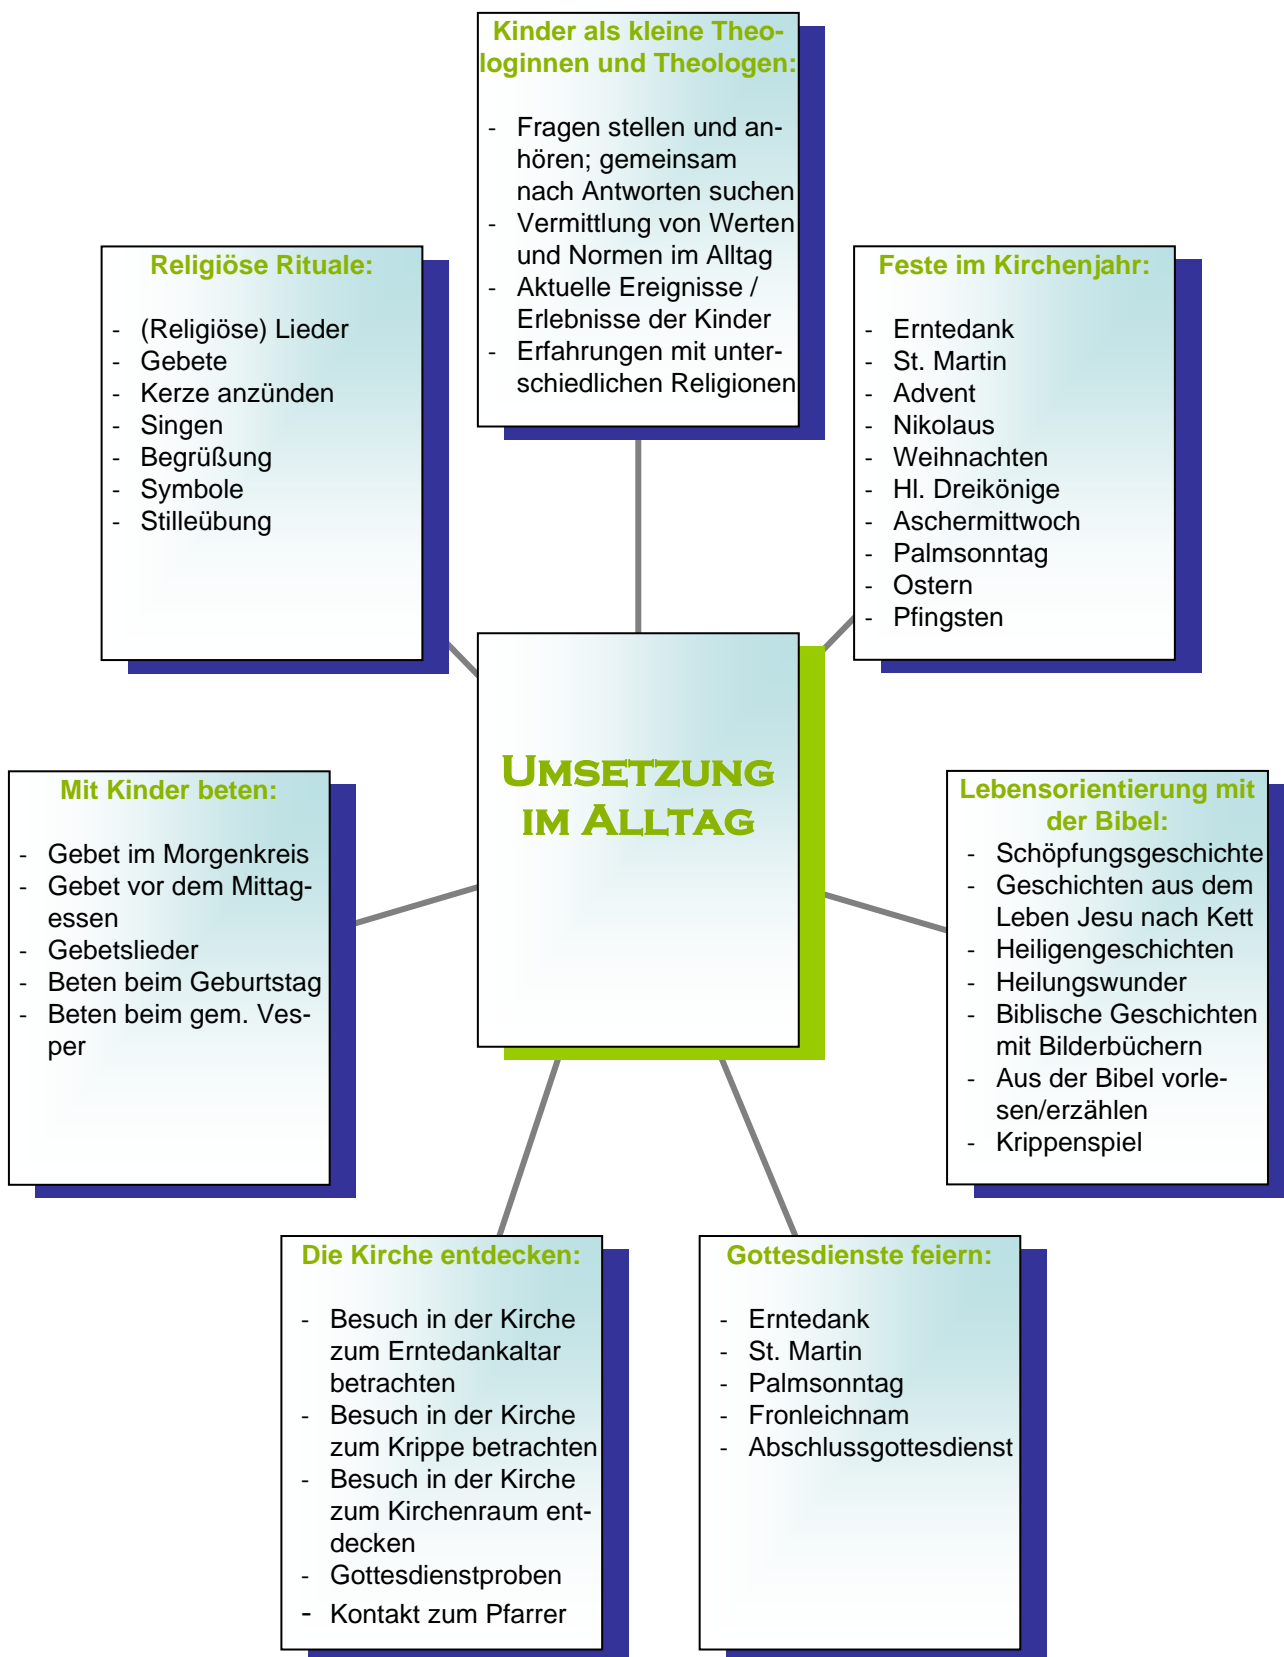 Kinder als kleine Theo-
loginnen und Theologen:
- Fragen stellen und an-
hören; gemeinsam
nach Antworten suchen
- Vermittlung von Werten
und Normen im Alltag
- Aktuelle Ereignisse /
Erlebnisse der Kinder
- Erfahrungen mit unter-
schiedlichen Religionen
Religiöse Rituale:
- (Religiöse) Lieder
- Gebete
- Kerze anzünden
- Singen
- Begrüßung
- Symbole
- Stilleübung
Feste im Kirchenjahr:
- Erntedank
- St. Martin
- Advent
- Nikolaus
- Weihnachten
- Hl. Dreikönige
- Aschermittwoch
- Palmsonntag
- Ostern
- Pfingsten
UMSETZUNG
IM ALLTAG
Mit Kinder beten:
- Gebet im Morgenkreis
- Gebet vor dem Mittag-
essen
- Gebetslieder
- Beten beim Geburtstag
- Beten beim gem. Ves-
per
Lebensorientierung mit
der Bibel:
- Schöpfungsgeschichte
- Geschichten aus dem
Leben Jesu nach Kett
- Heiligengeschichten
- Heilungswunder
- Biblische Geschichten
mit Bilderbüchern
- Aus der Bibel vorle-
sen/erzählen
- Krippenspiel
Die Kirche entdecken:
- Besuch in der Kirche
zum Erntedankaltar
betrachten
- Besuch in der Kirche
zum Krippe betrachten
- Besuch in der Kirche
zum Kirchenraum ent-
decken
- Gottesdienstproben
- Kontakt zum Pfarrer
Gottesdienste feiern:
- Erntedank
- St. Martin
- Palmsonntag
- Fronleichnam
- Abschlussgottesdienst